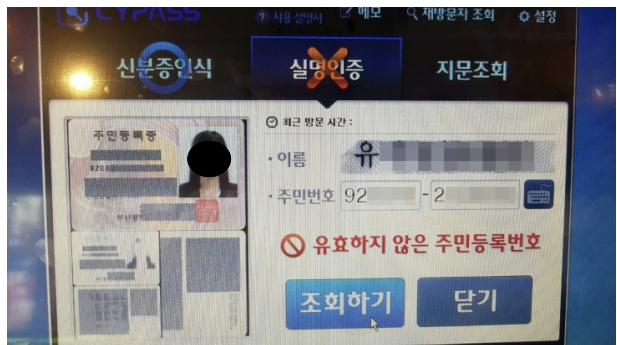 CYPASS
사용 설명서 메모 재방문자 조회 설정
신분증인식 실명인증 지문조회
주민등록증
최근 방문 시간 :
이름 유
주민번호 92 - 2
920
유효하지 않은 주민등록번호
조회하기 닫기